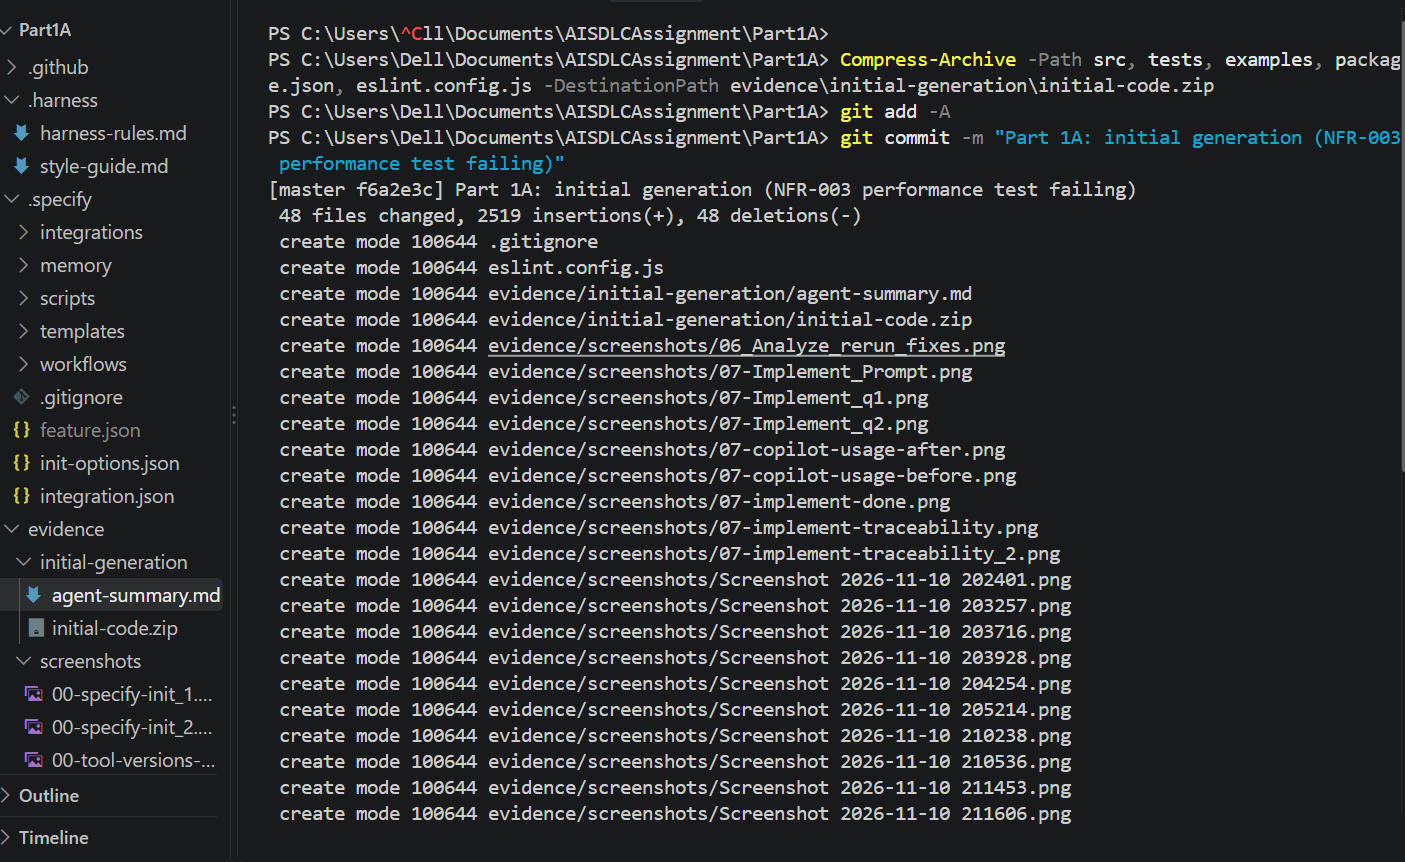 Part1A
.github
.harness
harness-rules.md
style-guide.md
.specify
integrations
memory
scripts
templates
workflows
.gitignore
feature.json
init-options.json
integration.json
evidence
initial-generation
agent-summary.md
initial-code.zip
screenshots
00-specify-init_1....
00-specify-init_2....
00-tool-versions-...
Outline
Timeline
PS C:\Users\^Cll\Documents\AISDLCAssignment\Part1A>
PS C:\Users\Dell\Documents\AISDLCAssignment\Part1A> Compress-Archive -Path src, tests, examples, packag
e.json, eslint.config.js -DestinationPath evidence\initial-generation\initial-code.zip
PS C:\Users\Dell\Documents\AISDLCAssignment\Part1A> git add -A
PS C:\Users\Dell\Documents\AISDLCAssignment\Part1A> git commit -m "Part 1A: initial generation (NFR-003
performance test failing)"
[master f6a2e3c] Part 1A: initial generation (NFR-003 performance test failing)
48 files changed, 2519 insertions(+), 48 deletions(-)
create mode 100644 .gitignore
create mode 100644 eslint.config.js
create mode 100644 evidence/initial-generation/agent-summary.md
create mode 100644 evidence/initial-generation/initial-code.zip
create mode 100644 evidence/screenshots/06_Analyze_rerun_fixes.png
create mode 100644 evidence/screenshots/07-Implement_Prompt.png
create mode 100644 evidence/screenshots/07-Implement_q1.png
create mode 100644 evidence/screenshots/07-Implement_q2.png
create mode 100644 evidence/screenshots/07-copilot-usage-after.png
create mode 100644 evidence/screenshots/07-copilot-usage-before.png
create mode 100644 evidence/screenshots/07-implement-done.png
create mode 100644 evidence/screenshots/07-implement-traceability.png
create mode 100644 evidence/screenshots/07-implement-traceability_2.png
create mode 100644 evidence/screenshots/Screenshot 2026-11-10 202401.png
create mode 100644 evidence/screenshots/Screenshot 2026-11-10 203257.png
create mode 100644 evidence/screenshots/Screenshot 2026-11-10 203716.png
create mode 100644 evidence/screenshots/Screenshot 2026-11-10 203928.png
create mode 100644 evidence/screenshots/Screenshot 2026-11-10 204254.png
create mode 100644 evidence/screenshots/Screenshot 2026-11-10 205214.png
create mode 100644 evidence/screenshots/Screenshot 2026-11-10 210238.png
create mode 100644 evidence/screenshots/Screenshot 2026-11-10 210536.png
create mode 100644 evidence/screenshots/Screenshot 2026-11-10 211453.png
create mode 100644 evidence/screenshots/Screenshot 2026-11-10 211606.png